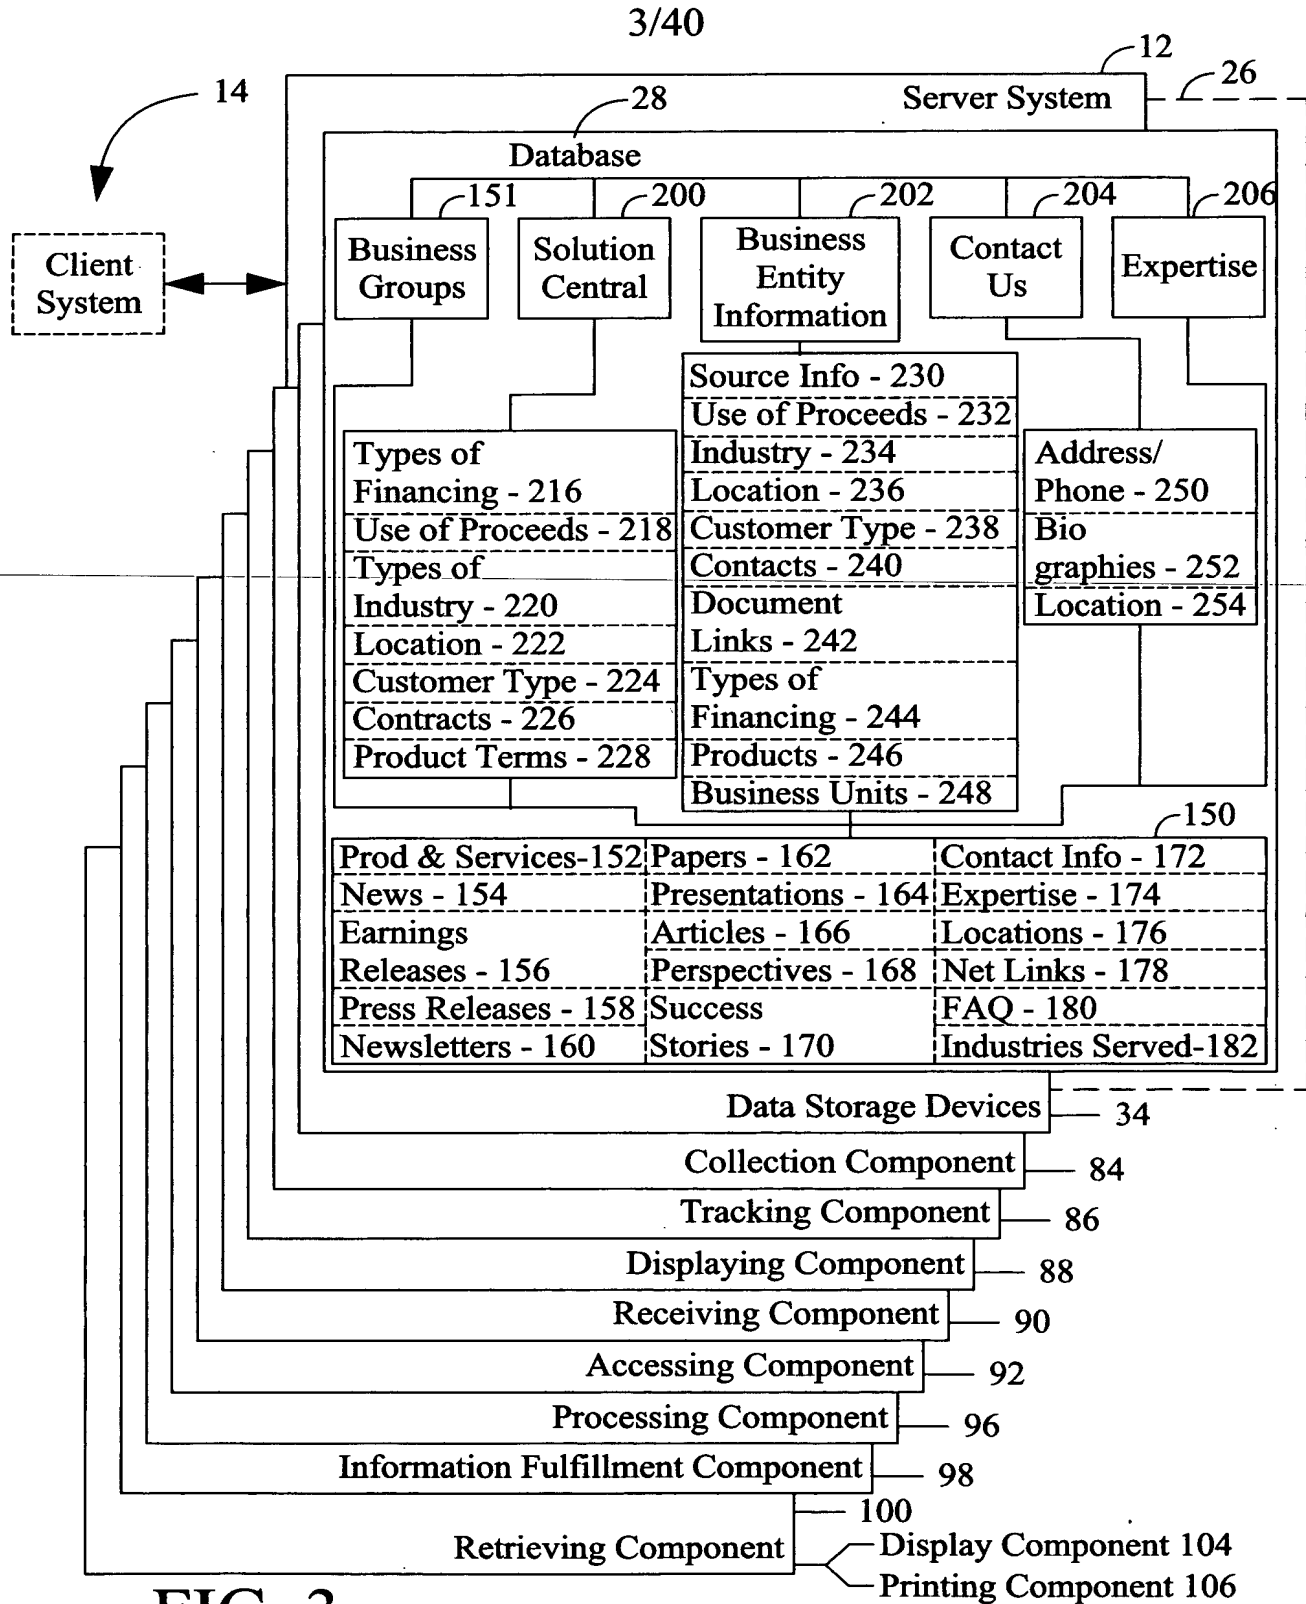 3/40
12
Server System
26
14
28
Database
151
200
202
204
206
Client
System
Business
Groups
Solution
Central
Business
Entity
Information
Contact
Us
Expertise
Types of
Financing - 216
Use of Proceeds - 218
Types of
Industry - 220
Location - 222
Customer Type - 224
Contracts - 226
Product Terms - 228
Source Info - 230
Use of Proceeds - 232
Industry - 234
Location - 236
Customer Type - 238
Contacts - 240
Document
Links - 242
Types of
Financing - 244
Products - 246
Business Units - 248
Address/
Phone - 250
Bio
graphies - 252
Location - 254
150
Prod & Services-152
News - 154
Earnings
Releases - 156
Press Releases - 158
Newsletters - 160
Papers - 162
Presentations - 164
Articles - 166
Perspectives - 168
Success
Stories - 170
Contact Info - 172
Expertise - 174
Locations - 176
Net Links - 178
FAQ - 180
Industries Served-182
Data Storage Devices
34
Collection Component
84
Tracking Component
86
Displaying Component
88
Receiving Component
90
Accessing Component
92
Processing Component
96
Information Fulfillment Component
98
100
Retrieving Component
Display Component 104
Printing Component 106
FIG. 3